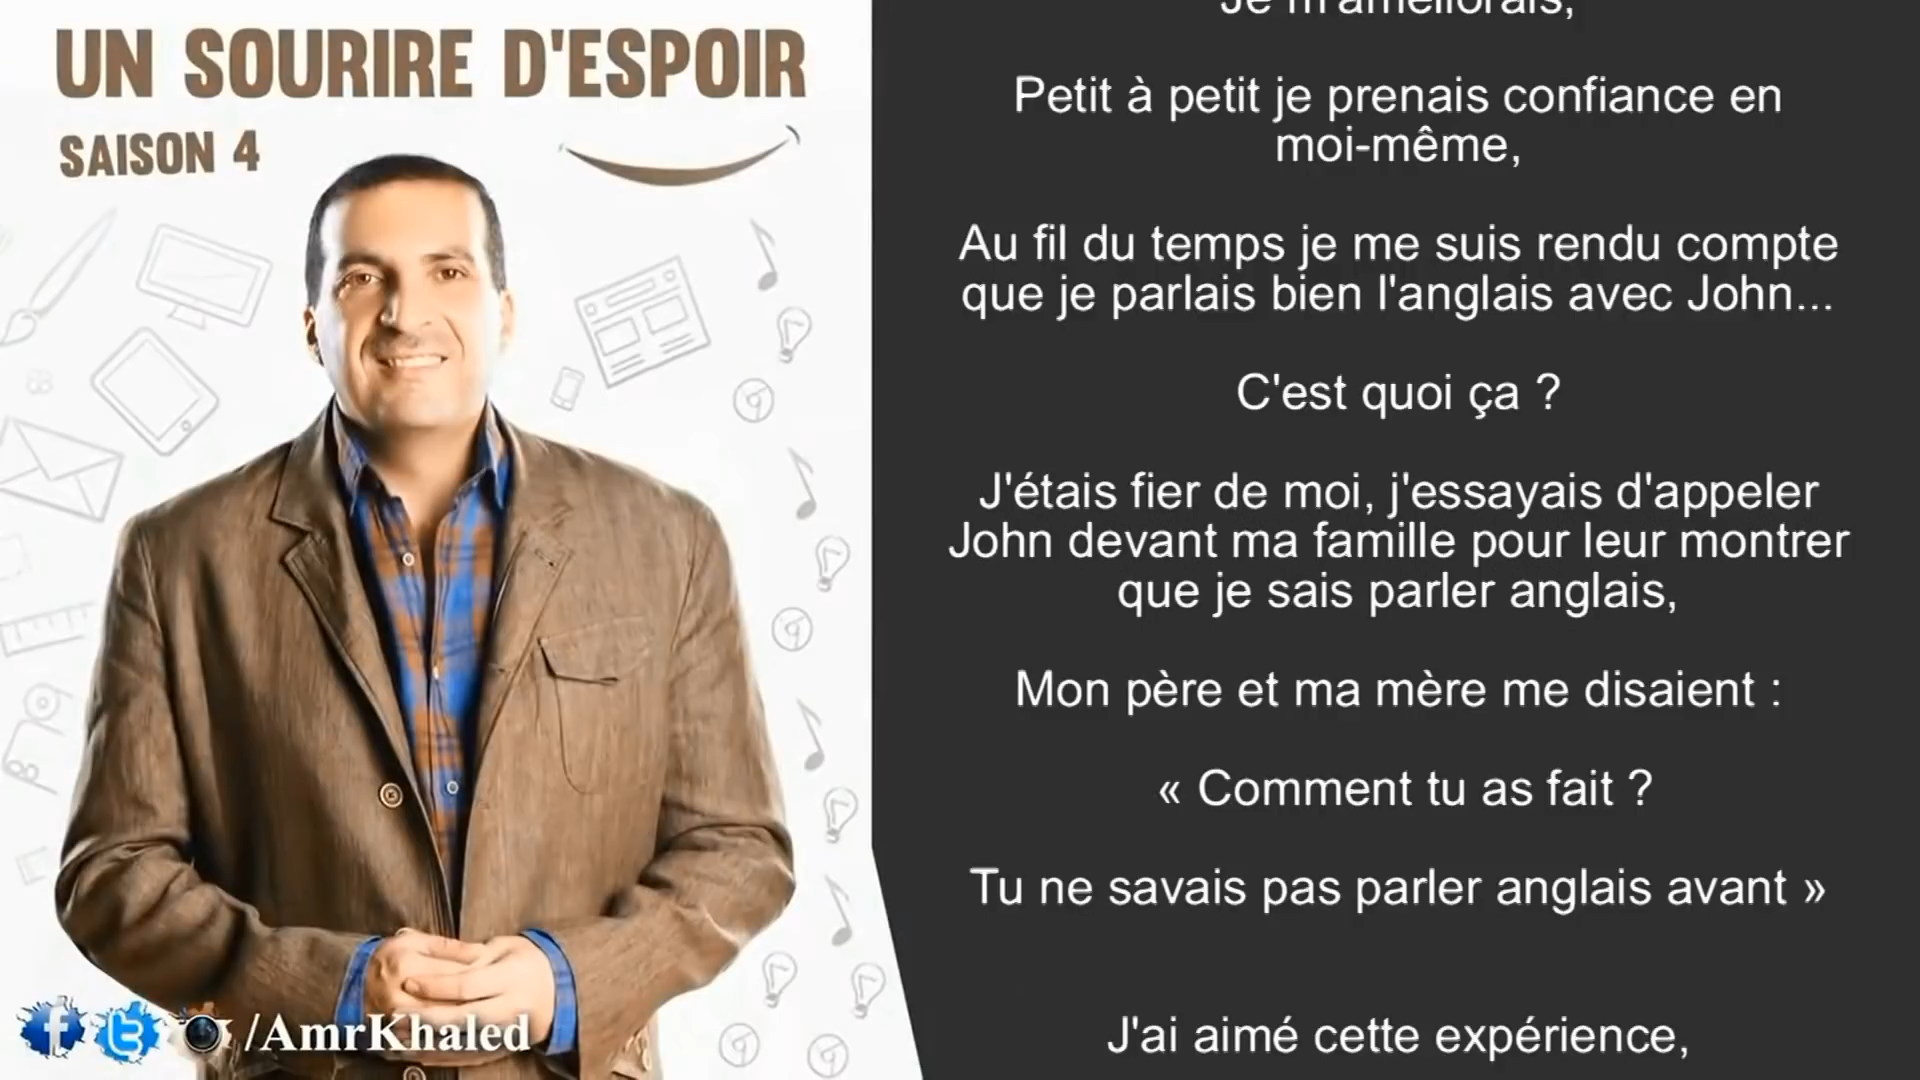 UN SOURIRE D'ESPOIR
SAISON 4
/AmrKhaled
Je m'améliorais,
Petit à petit je prenais confiance en
moi-même,
Au fil du temps je me suis rendu compte
que je parlais bien l'anglais avec John...
C'est quoi ça ?
J'étais fier de moi, j'essayais d'appeler
John devant ma famille pour leur montrer
que je sais parler anglais,
Mon père et ma mère me disaient :
« Comment tu as fait ?
Tu ne savais pas parler anglais avant »
J'ai aimé cette expérience,